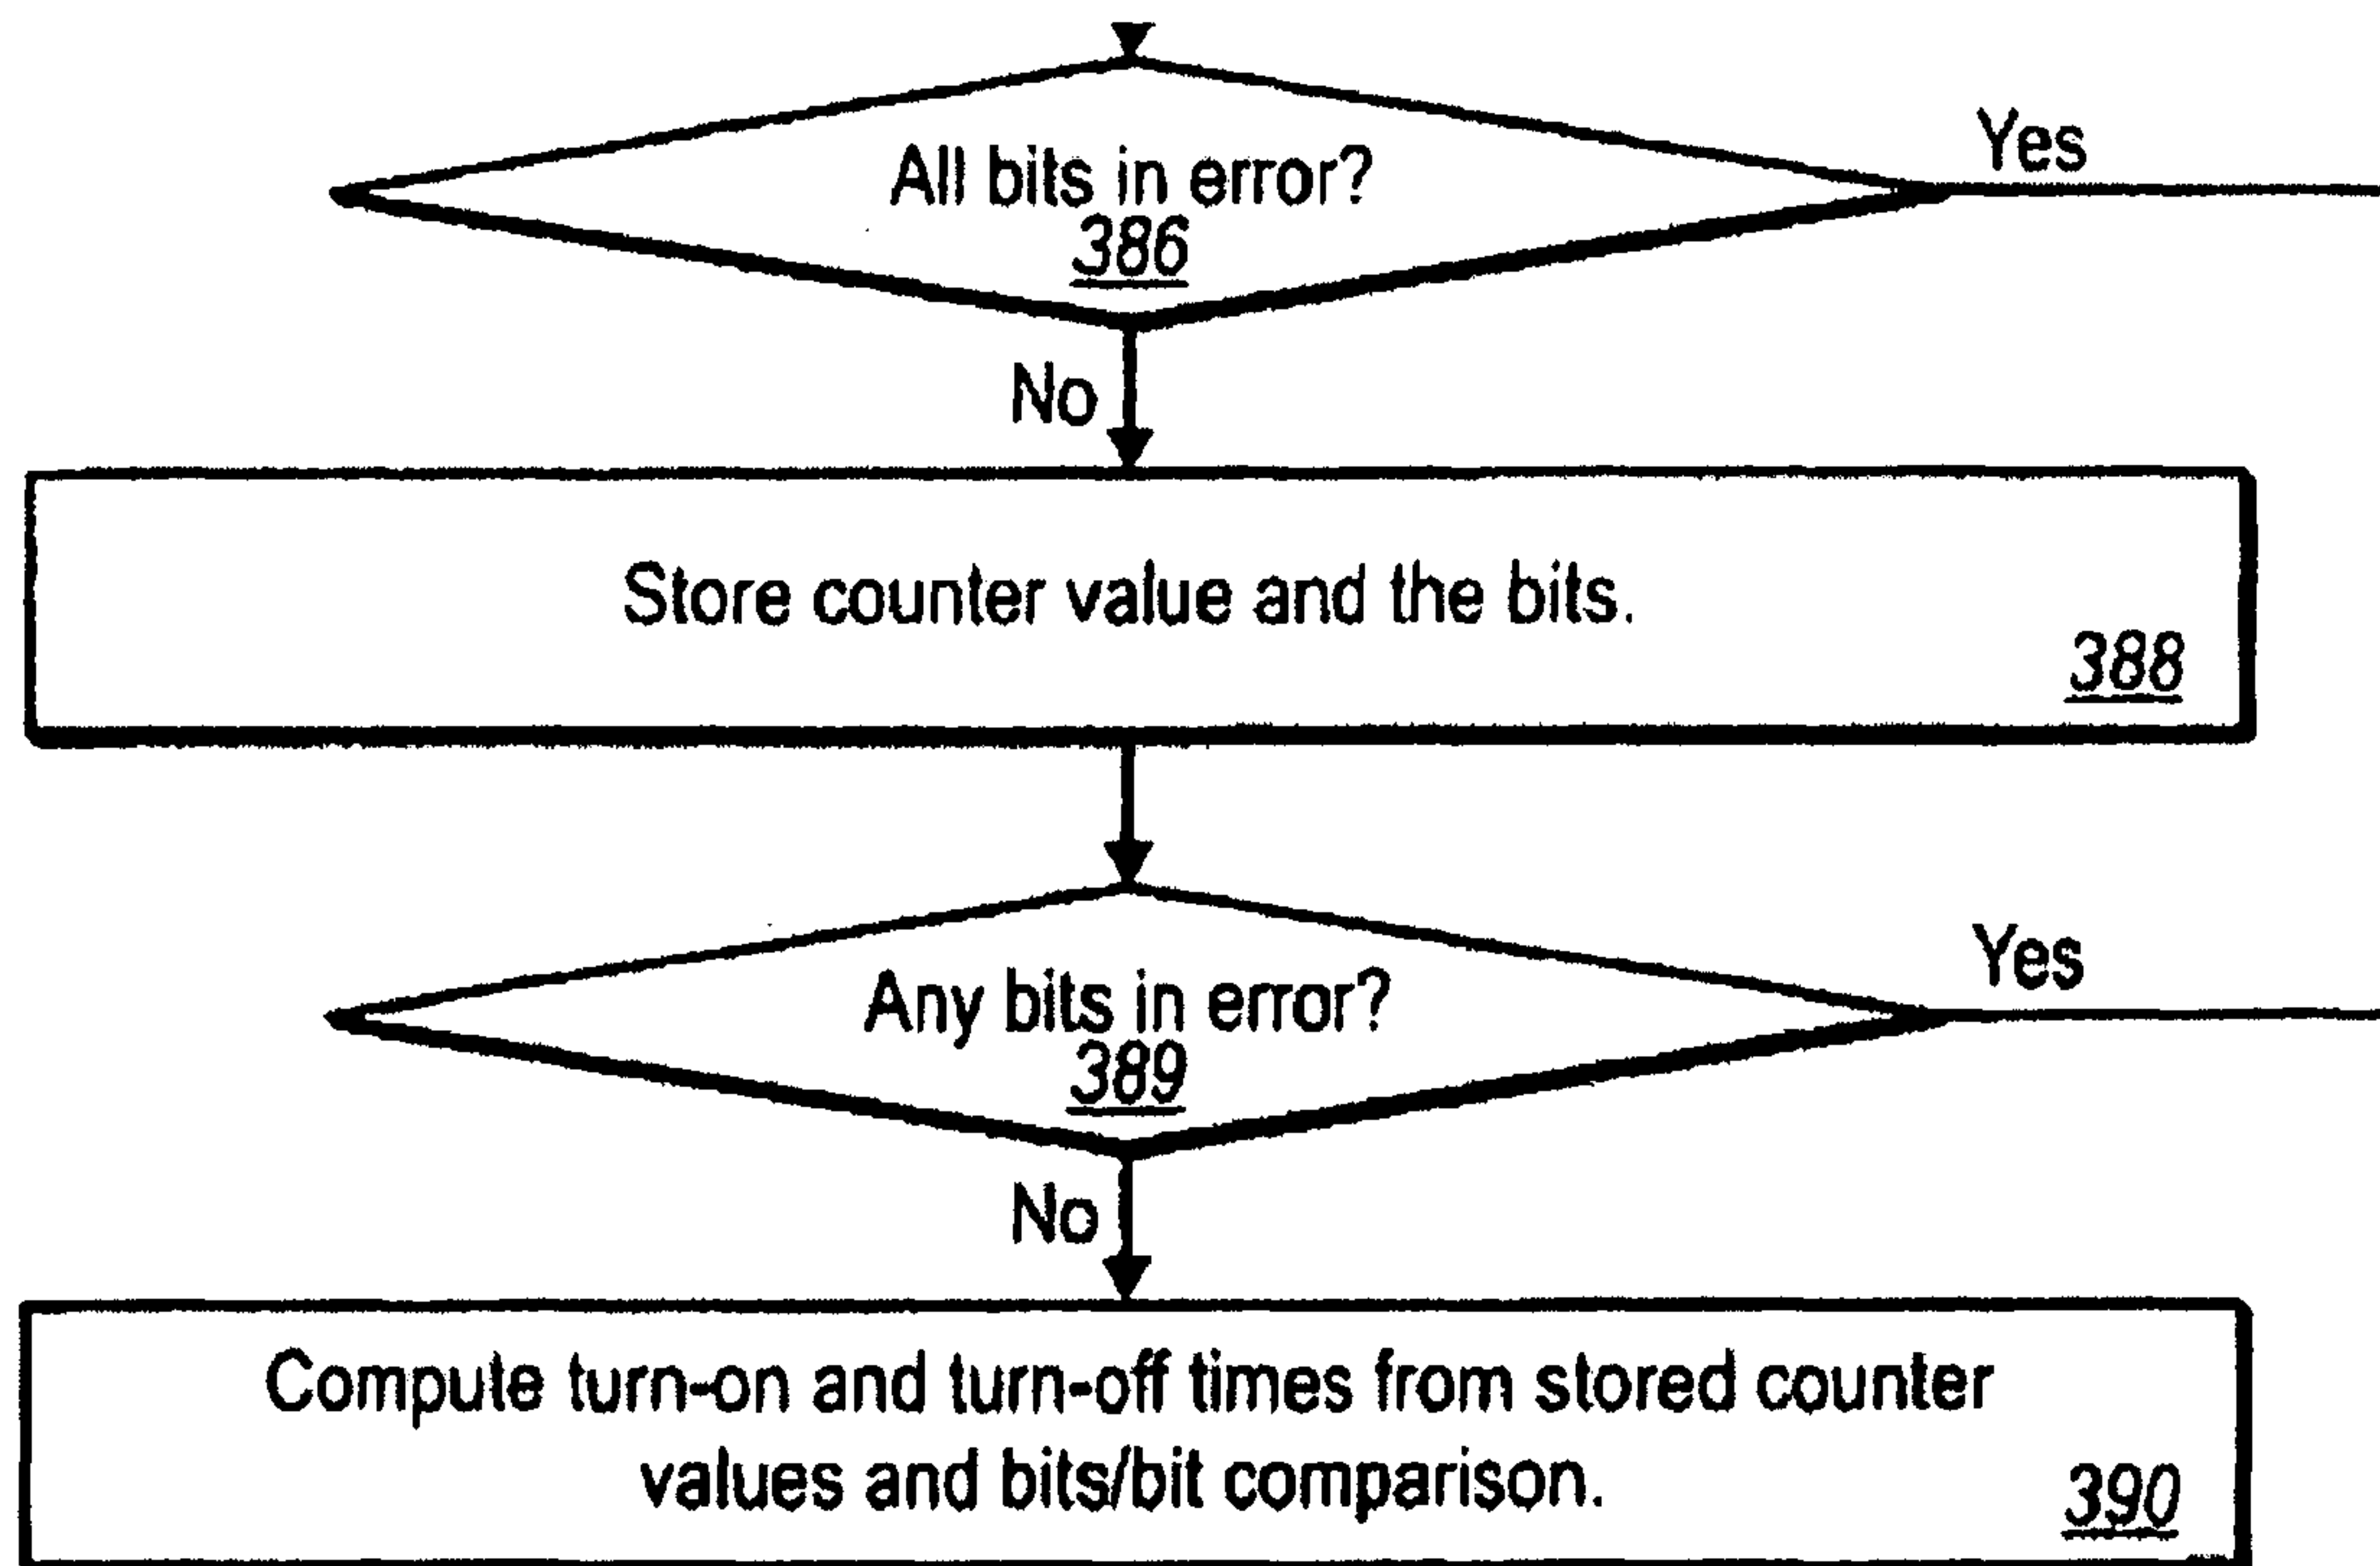 All bits in error?
Yes
386
No
Store counter value and the bits.
388
Any bits in error?
Yes
389
No
Compute turn-on and turn-off times from stored counter
values and bits/bit comparison.
390